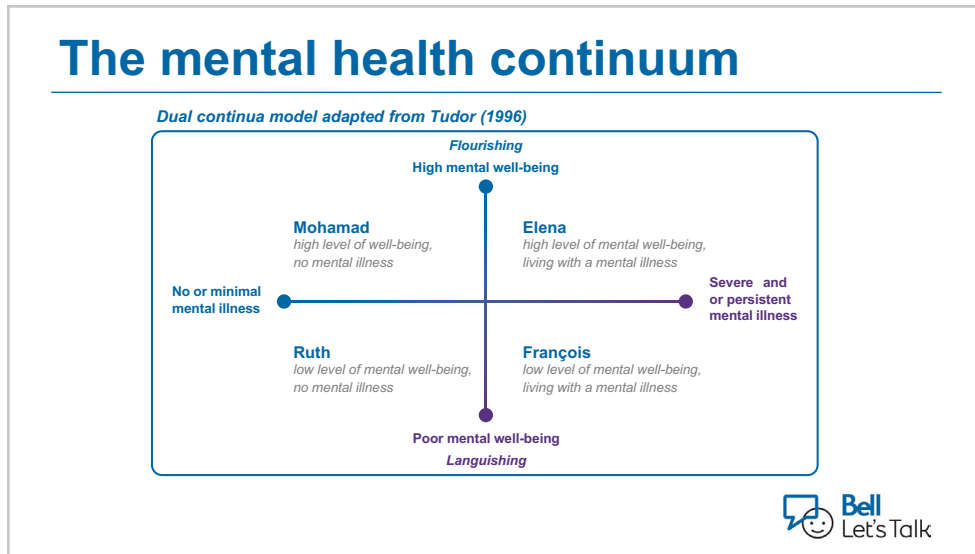 The mental health continuum
Dual continua model adapted from Tudor (1996)
Flourishing
High mental well-being
Mohamad
high level of well-being,
no mental illness
Elena
high level of mental well-being,
living with a mental illness
No or minimal
mental illness
Severe and
or persistent
mental illness
Ruth
low level of mental well-being,
no mental illness
François
low level of mental well-being,
living with a mental illness
Poor mental well-being
Languishing
Bell
Let's Talk